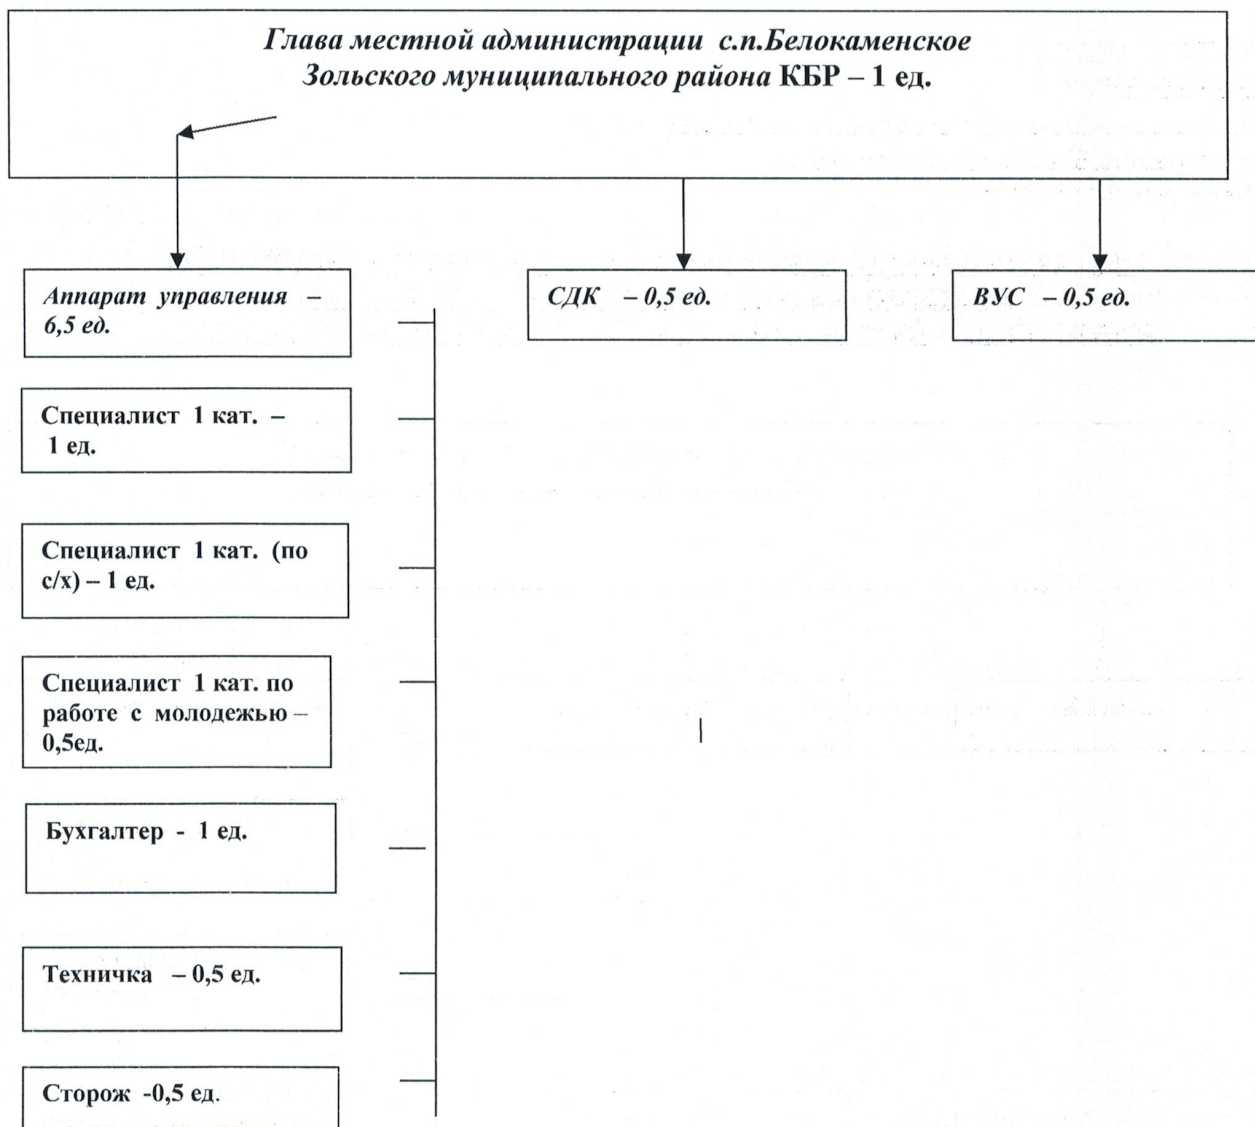 Глава местной администрации с.п.Белокаменское
Зольского муниципального района КБР – 1 ед.
Аппарат управления –
6,5 ед.
СДК – 0,5 ед.
ВУС – 0,5 ед.
Специалист 1 кат. –
1 ед.
Специалист 1 кат. (по
с/х) – 1 ед.
Специалист 1 кат. по
работе с молодежью –
0,5ед.
Бухгалтер - 1 ед.
Техничка – 0,5 ед.
Сторож -0,5 ед.